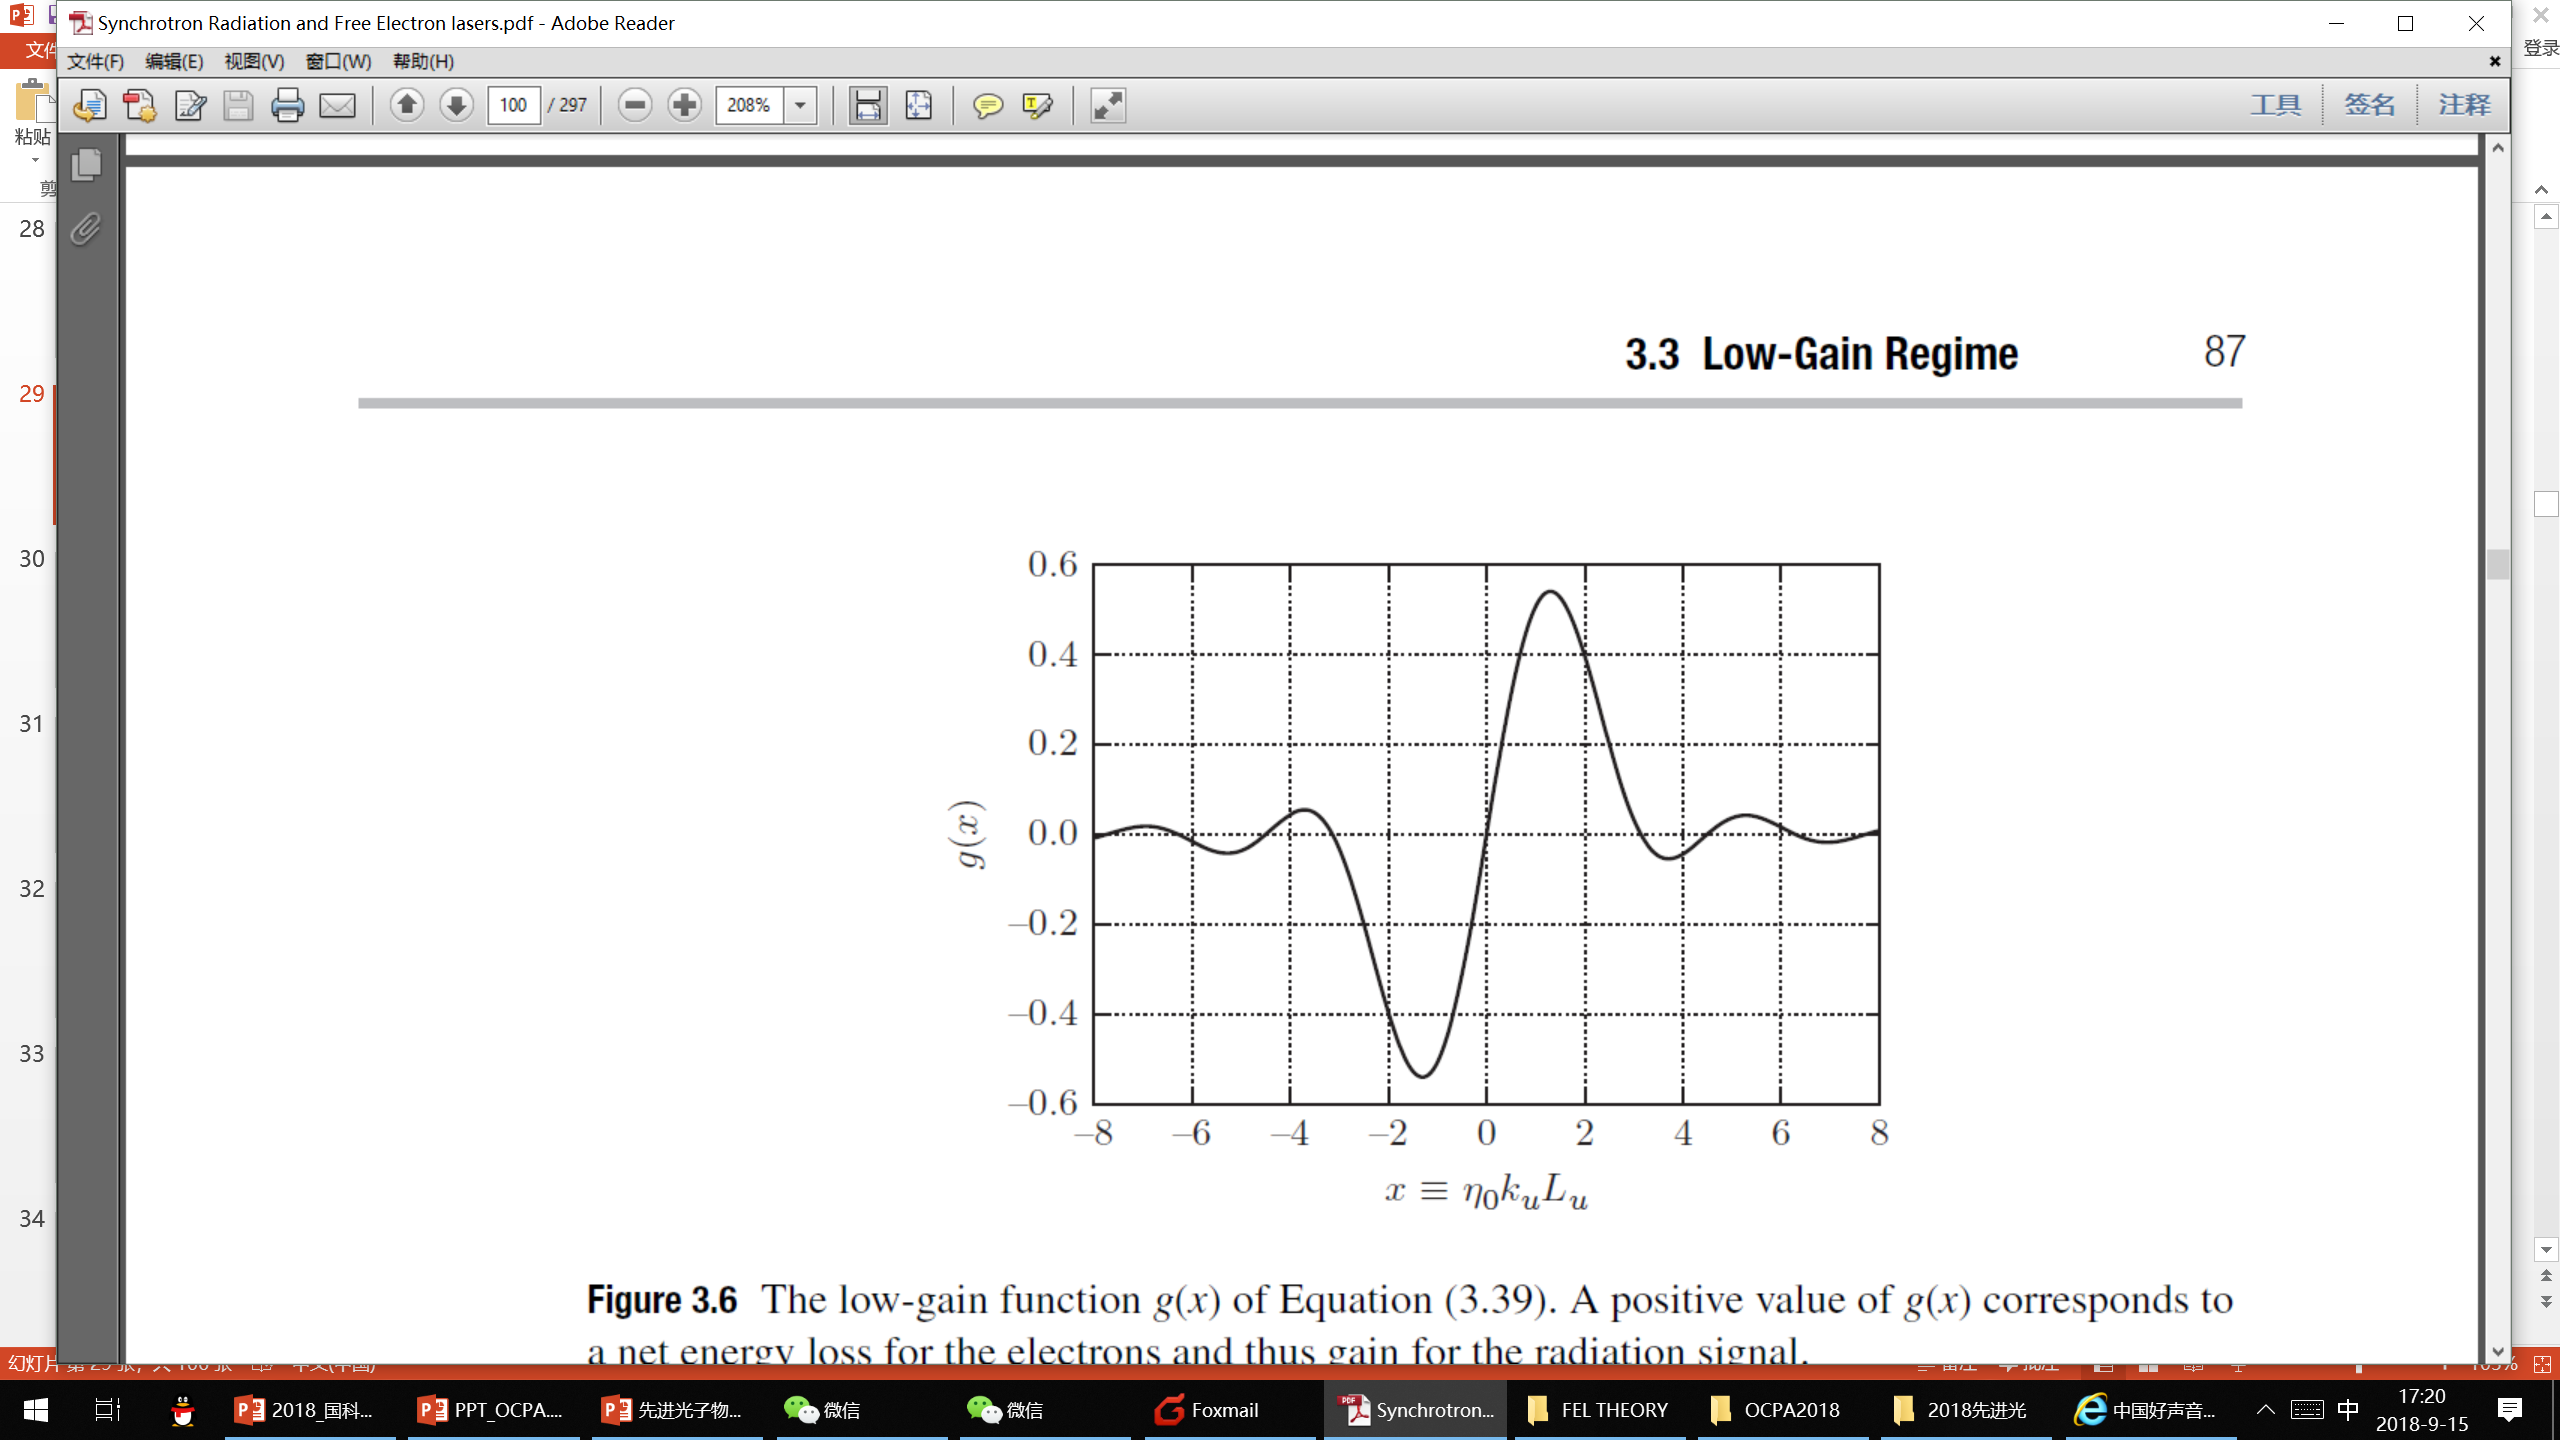 Synchrotron Radiation and Free Electron lasers.pdf - Adobe Reader
登录
文件
文件(F) 编辑(E) 视图(V) 窗口(W) 帮助(H)
100 / 297 208% 工具 签名 注释
粘贴
剪
28
29
30
31
32
33
34
3.3 Low-Gain Regime 87
0.6
0.4
0.2
0.0
–0.2
–0.4
–0.6
g(x)
–8 –6 –4 –2 0 2 4 6 8
x ≡ η₀kᵤLᵤ
Figure 3.6 The low-gain function g(x) of Equation (3.39). A positive value of g(x) corresponds to
a net energy loss for the electrons and thus gain for the radiation signal.
2018_国科... PPT_OCPA.... 先进光子物... 微信 微信 Foxmail Synchrotron... FEL THEORY OCPA2018 2018先进光 中国好声音... 中 17:20
2018-9-15